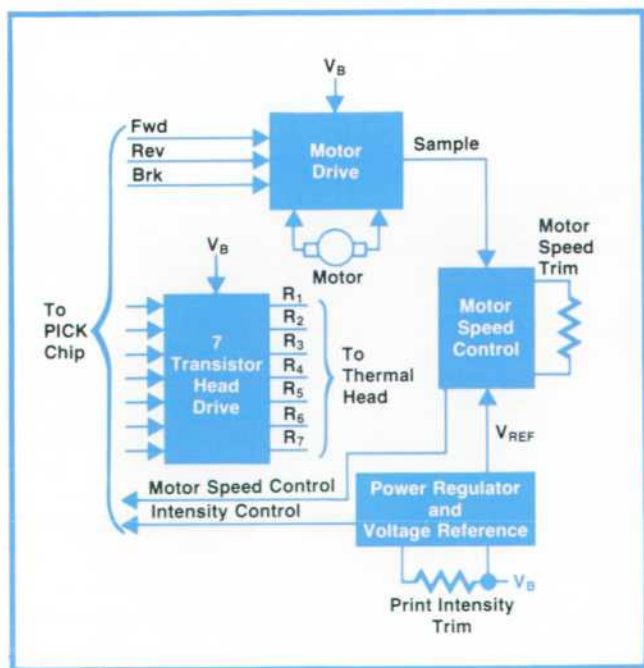 V_B
Fwd
Rev
Brk
Motor
Drive
Sample
Motor
Motor
Speed
Trim
V_B
To
PICK
Chip
7
Transistor
Head
Drive
R₁
R₂
R₃
R₄
R₅
R₆
R₇
To
Thermal
Head
Motor
Speed
Control
V_REF
Motor Speed Control
Intensity Control
Power Regulator
and
Voltage Reference
V_B
Print Intensity
Trim